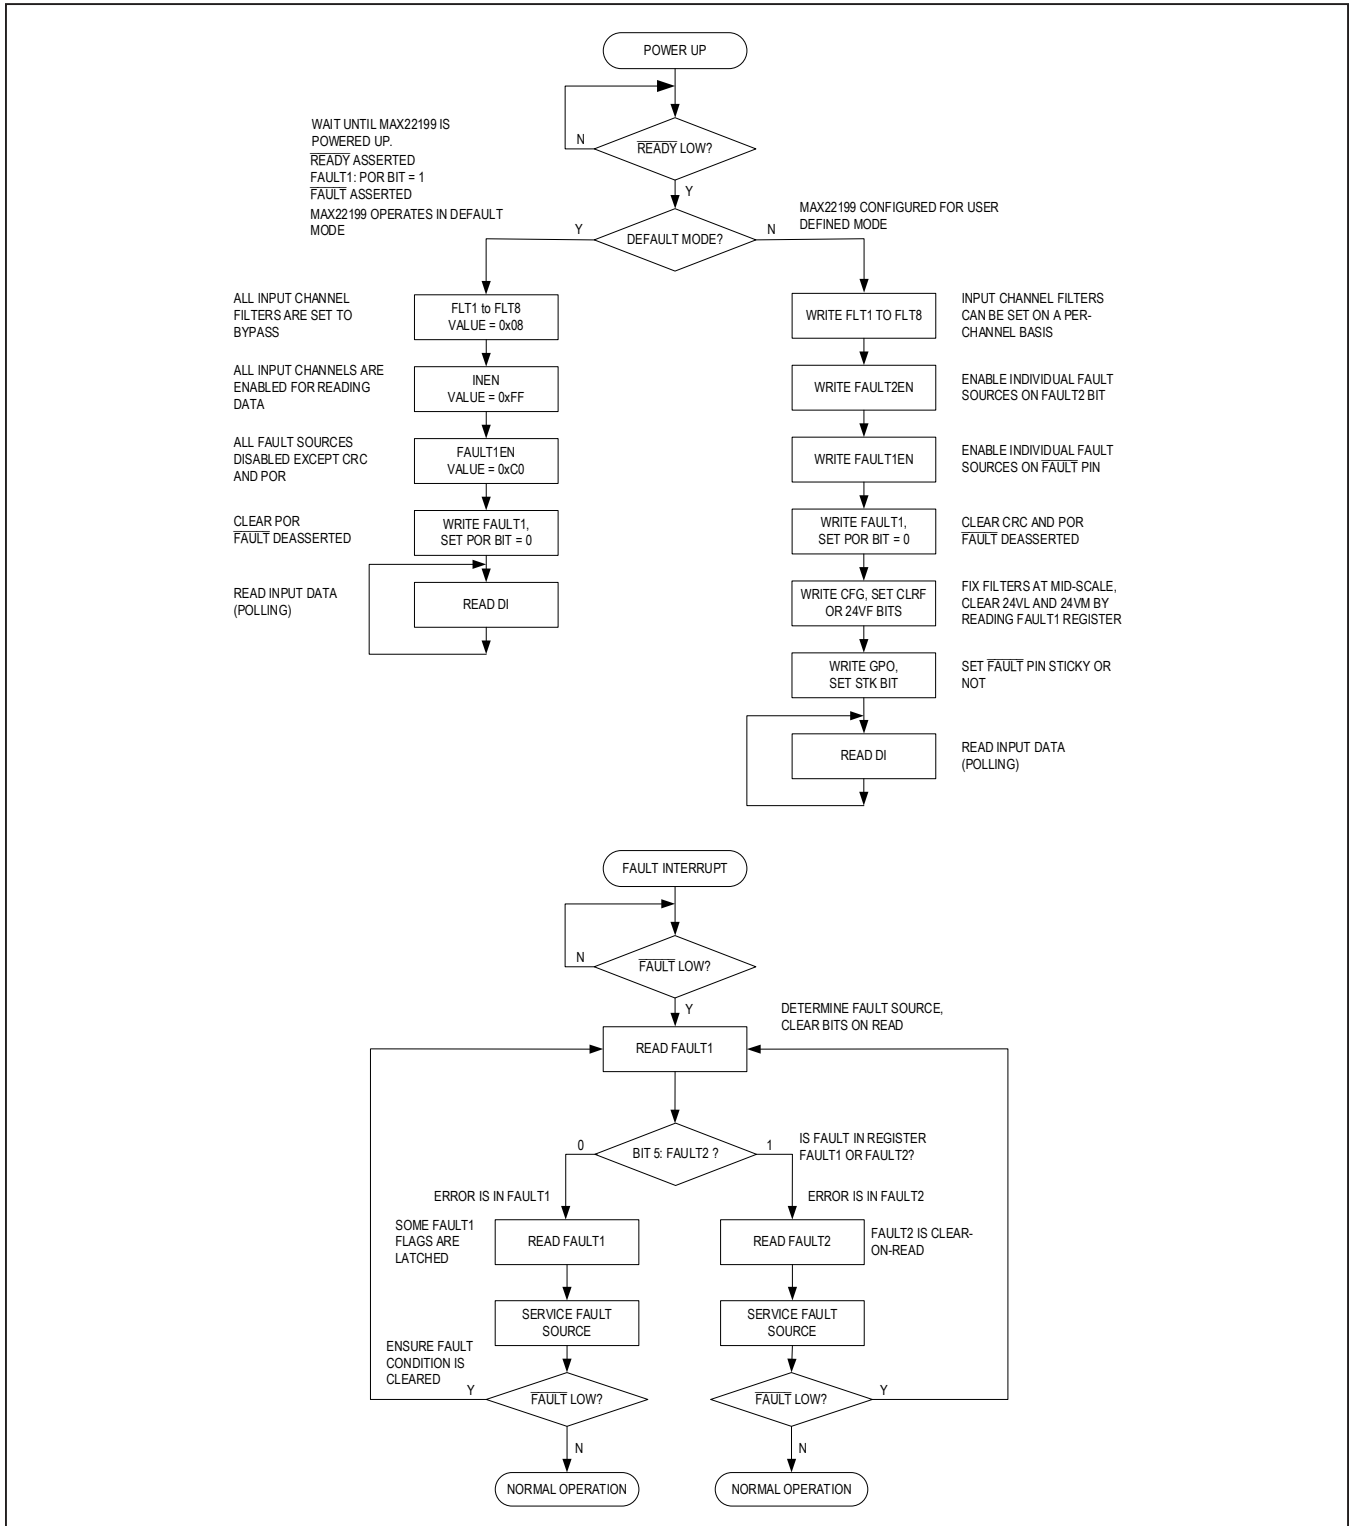 POWER UP
WAIT UNTIL MAX22199 IS
POWERED UP.
READY ASSERTED
FAULT1: POR BIT = 1
FAULT ASSERTED
MAX22199 OPERATES IN DEFAULT
MODE
N
READY LOW?
Y
MAX22199 CONFIGURED FOR USER
DEFINED MODE
Y
DEFAULT MODE?
N
ALL INPUT CHANNEL
FILTERS ARE SET TO
BYPASS
FLT1 to FLT8
VALUE = 0x08
ALL INPUT CHANNELS ARE
ENABLED FOR READING
DATA
INEN
VALUE = 0xFF
ALL FAULT SOURCES
DISABLED EXCEPT CRC
AND POR
FAULT1EN
VALUE = 0xC0
CLEAR POR
FAULT DEASSERTED
WRITE FAULT1,
SET POR BIT = 0
READ INPUT DATA
(POLLING)
READ DI
WRITE FLT1 TO FLT8
INPUT CHANNEL FILTERS
CAN BE SET ON A PER-
CHANNEL BASIS
WRITE FAULT2EN
ENABLE INDIVIDUAL FAULT
SOURCES ON FAULT2 BIT
WRITE FAULT1EN
ENABLE INDIVIDUAL FAULT
SOURCES ON FAULT PIN
WRITE FAULT1,
SET POR BIT = 0
CLEAR CRC AND POR
FAULT DEASSERTED
WRITE CFG, SET CLRF
OR 24VF BITS
FIX FILTERS AT MID-SCALE,
CLEAR 24VL AND 24VM BY
READING FAULT1 REGISTER
WRITE GPO,
SET STK BIT
SET FAULT PIN STICKY OR
NOT
READ DI
READ INPUT DATA
(POLLING)
FAULT INTERRUPT
N
FAULT LOW?
Y
DETERMINE FAULT SOURCE,
CLEAR BITS ON READ
READ FAULT1
0
BIT 5: FAULT2 ?
1
IS FAULT IN REGISTER
FAULT1 OR FAULT2?
ERROR IS IN FAULT1
ERROR IS IN FAULT2
SOME FAULT1
FLAGS ARE
LATCHED
READ FAULT1
READ FAULT2
FAULT2 IS CLEAR-
ON-READ
SERVICE FAULT
SOURCE
SERVICE FAULT
SOURCE
ENSURE FAULT
CONDITION IS
CLEARED
Y
FAULT LOW?
FAULT LOW?
Y
N
N
NORMAL OPERATION
NORMAL OPERATION